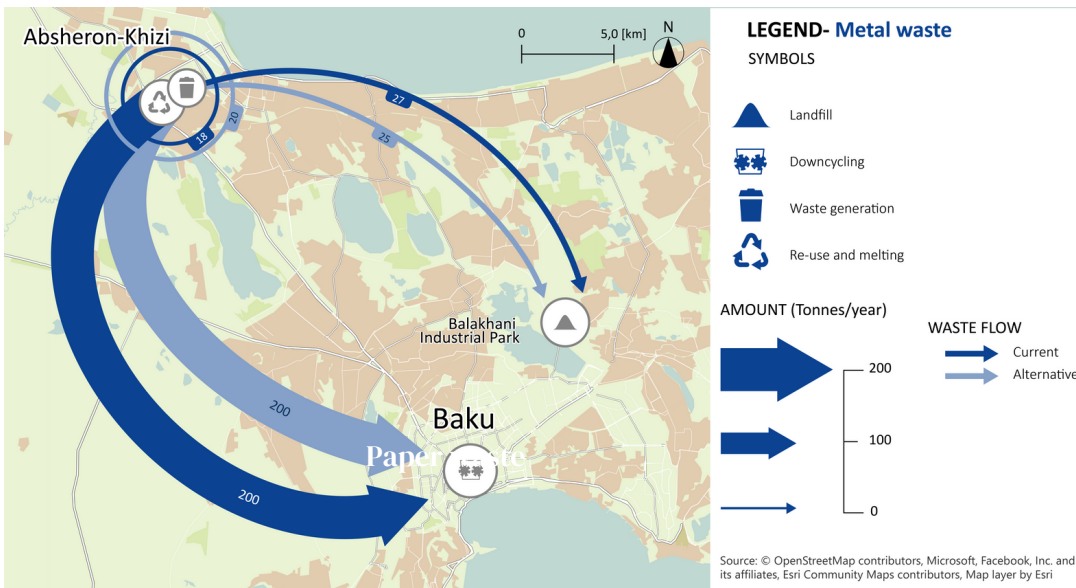 Absheron-Khizi
0 5,0 [km]
N
27
25
20
18
Balakhani
Industrial Park
200
Baku
Paper waste
200
LEGEND- Metal waste
SYMBOLS
Landfill
Downcycling
Waste generation
Re-use and melting
AMOUNT (Tonnes/year)
200
100
0
WASTE FLOW
Current
Alternative
Source: © OpenStreetMap contributors, Microsoft, Facebook, Inc. and
its affiliates, Esri Community Maps contributors, Map layer by Esri